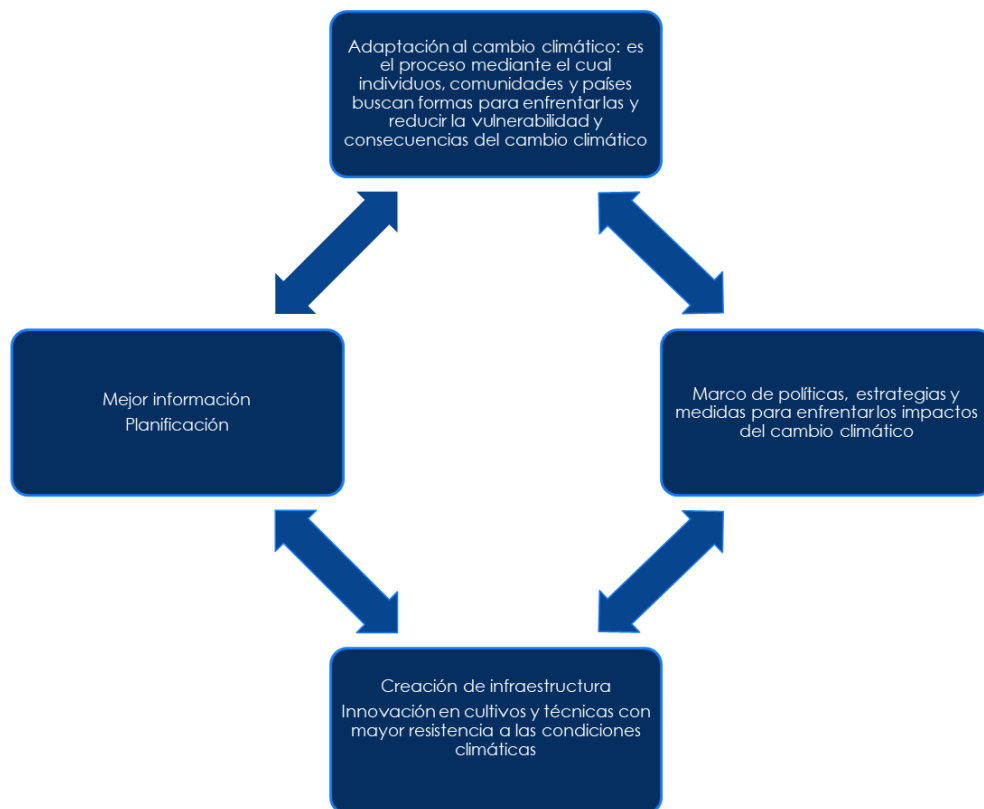 Adaptación al cambio climático: es
el proceso mediante el cual
individuos, comunidades y países
buscan formas para enfrentarlas y
reducir la vulnerabilidad y
consecuencias del cambio climático
Mejor información
Planificación
Marco de políticas, estrategias y
medidas para enfrentar los impactos
del cambio climático
Creación de infraestructura
Innovación en cultivos y técnicas con
mayor resistencia a las condiciones
climáticas